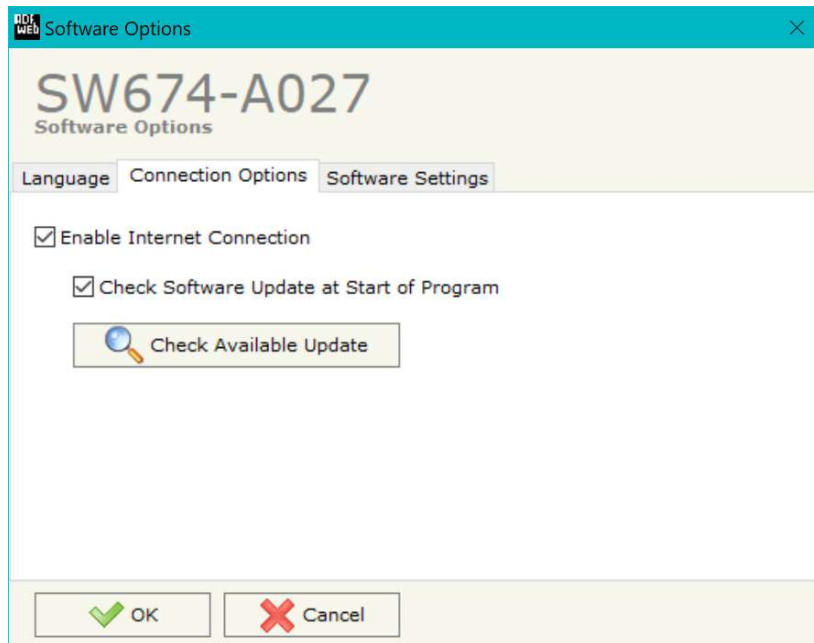 ADF
WEB Software Options
SW674-A027
Software Options
Language Connection Options Software Settings
Enable Internet Connection
Check Software Update at Start of Program
Check Available Update
OK Cancel